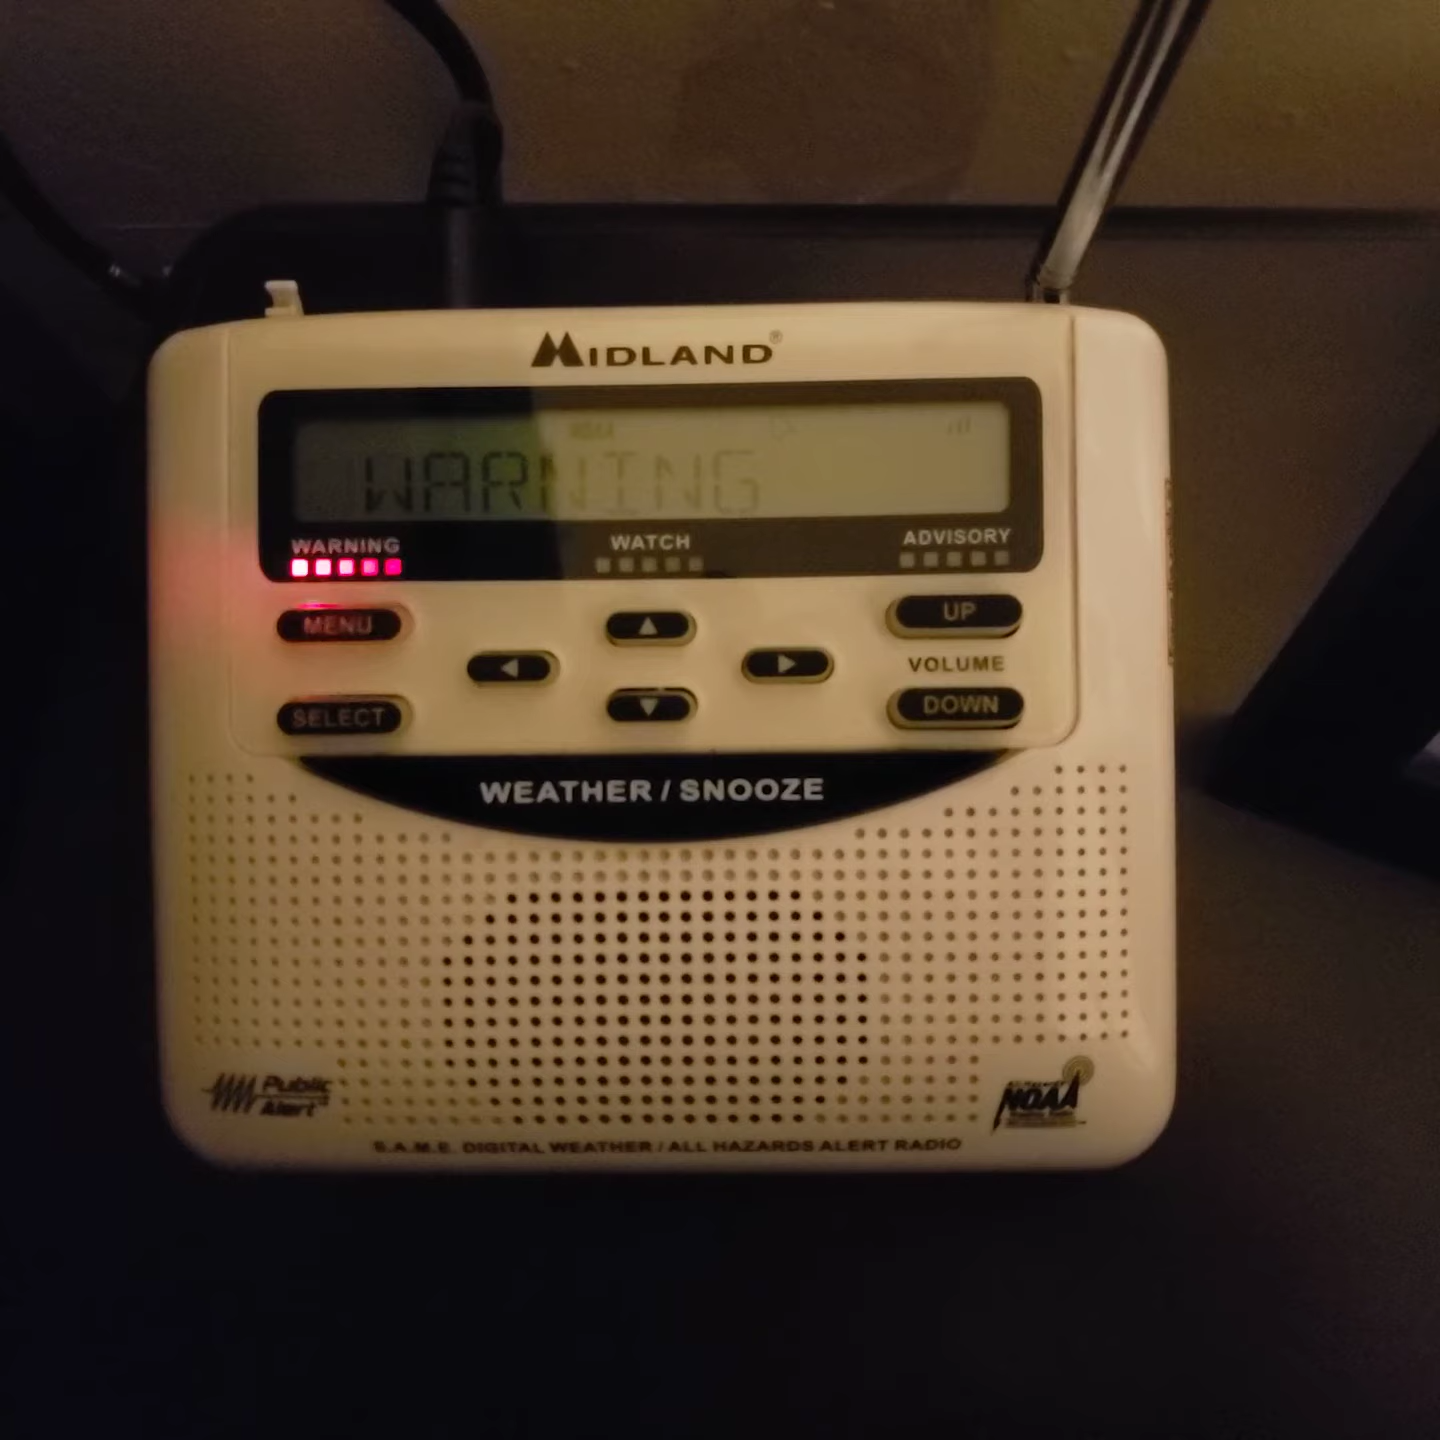 MIDLAND®
WARNING
WARNING WATCH ADVISORY
MENU UP
VOLUME
SELECT DOWN
WEATHER / SNOOZE
Public
Alert
NOAA
S.A.M.E. DIGITAL WEATHER / ALL HAZARDS ALERT RADIO